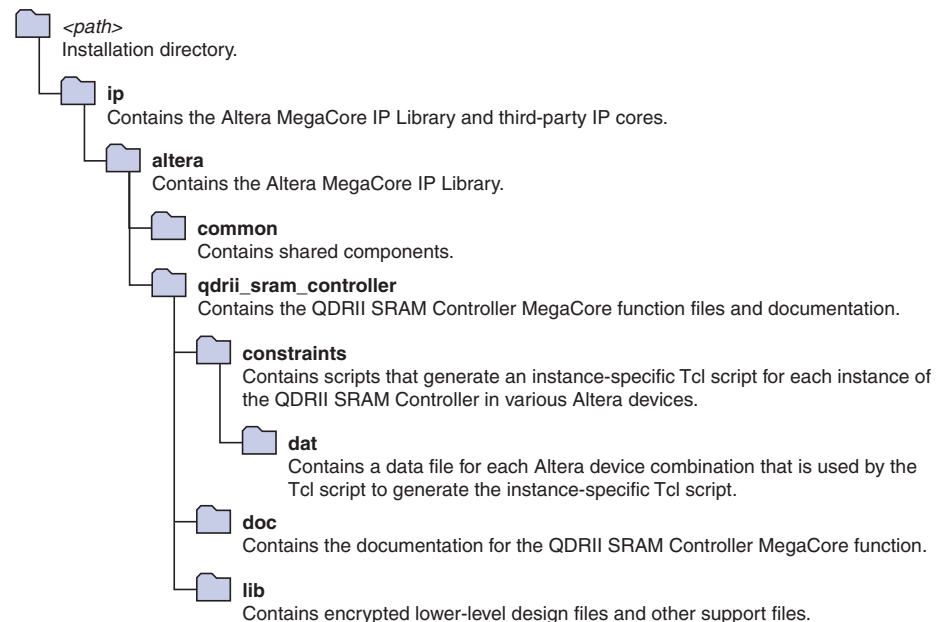 <path>
Installation directory.
ip
Contains the Altera MegaCore IP Library and third-party IP cores.
altera
Contains the Altera MegaCore IP Library.
common
Contains shared components.
qdrii_sram_controller
Contains the QDRII SRAM Controller MegaCore function files and documentation.
constraints
Contains scripts that generate an instance-specific Tcl script for each instance of
the QDRII SRAM Controller in various Altera devices.
dat
Contains a data file for each Altera device combination that is used by the
Tcl script to generate the instance-specific Tcl script.
doc
Contains the documentation for the QDRII SRAM Controller MegaCore function.
lib
Contains encrypted lower-level design files and other support files.